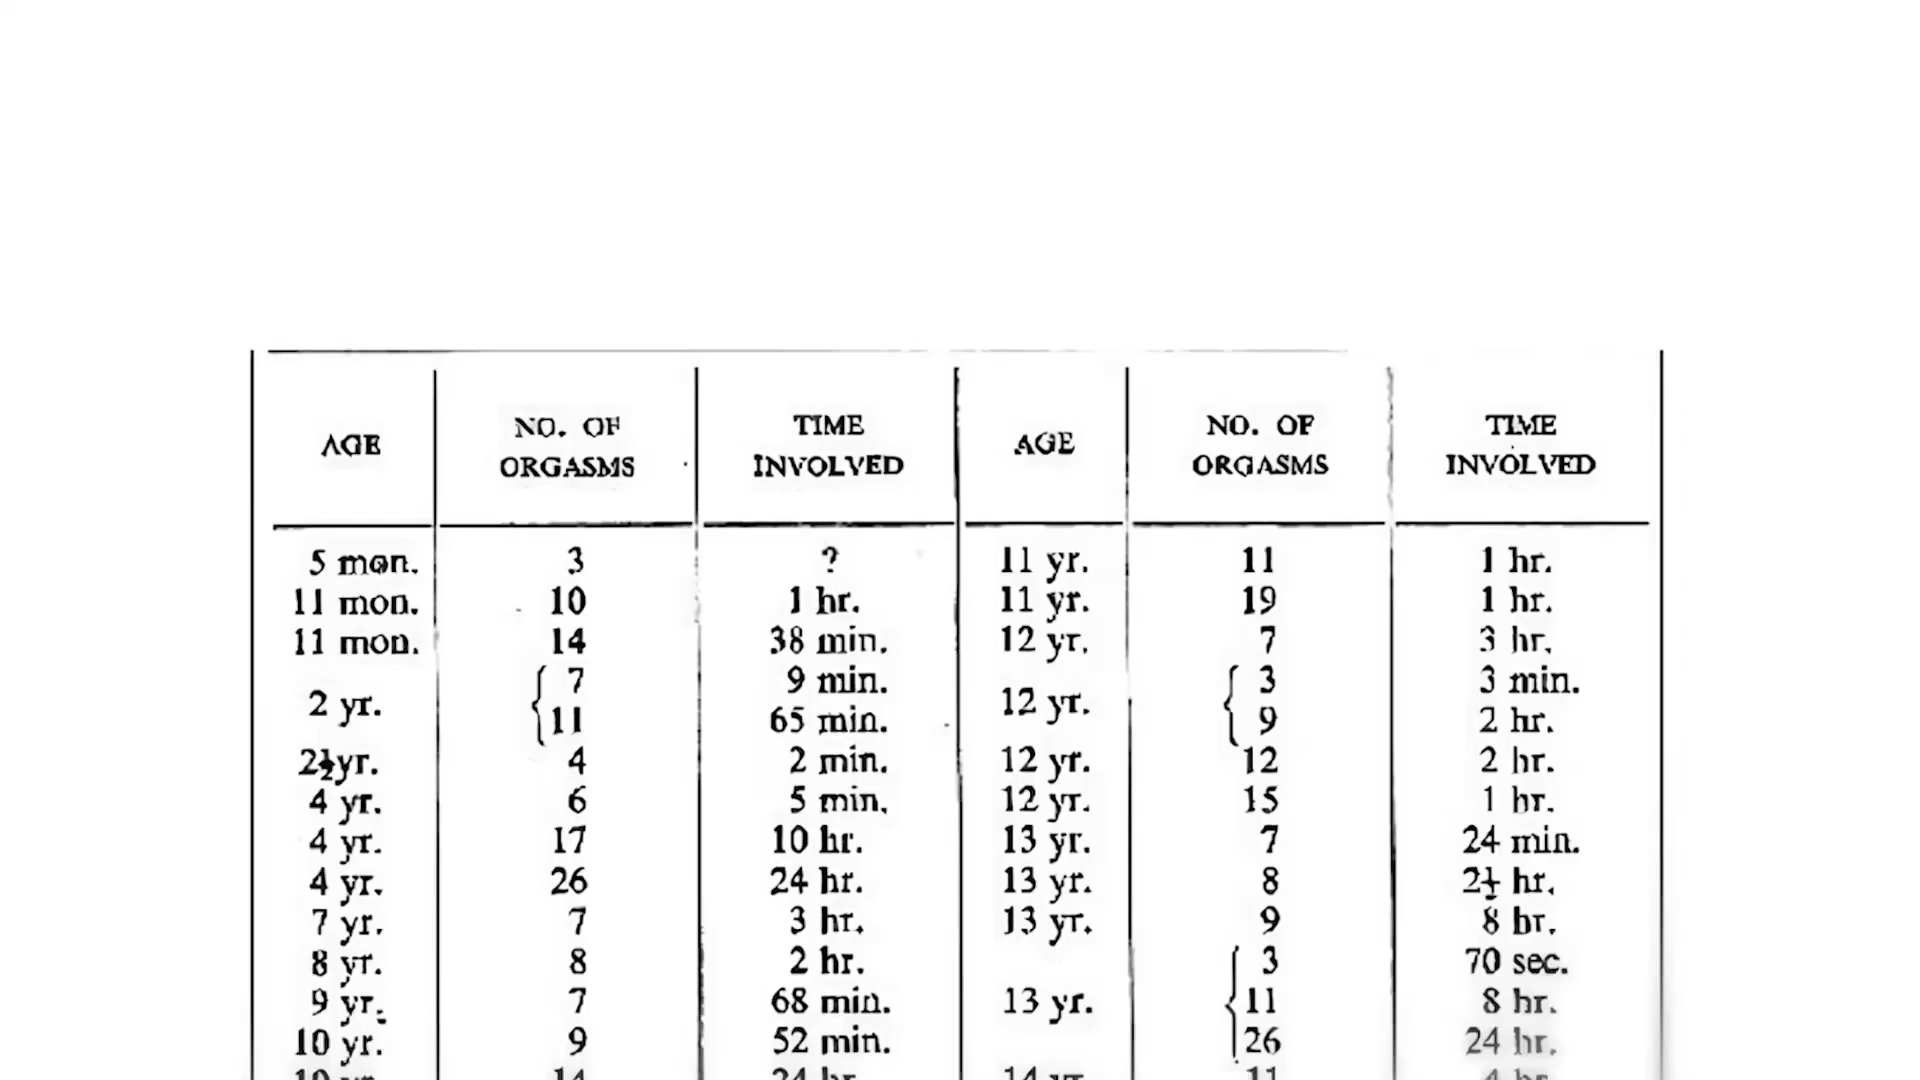 AGE NO. OF ORGASMS TIME INVOLVED AGE NO. OF ORGASMS TIME INVOLVED
5 mon. 3 ? 11 yr. 11 1 hr.
11 mon. 10 1 hr. 11 yr. 19 1 hr.
11 mon. 14 38 min. 12 yr. 7 3 hr.
2 yr. { 7 9 min. 12 yr. { 3 3 min.
11 65 min. 9 2 hr.
2½ yr. 4 2 min. 12 yr. 12 2 hr.
4 yr. 6 5 min. 12 yr. 15 1 hr.
4 yr. 17 10 hr. 13 yr. 7 24 min.
4 yr. 26 24 hr. 13 yr. 8 2½ hr.
7 yr. 7 3 hr. 13 yr. 9 8 hr.
8 yr. 8 2 hr. { 3 70 sec.
9 yr. 7 68 min. 13 yr. 11 8 hr.
10 yr. 9 52 min. 26 24 hr.